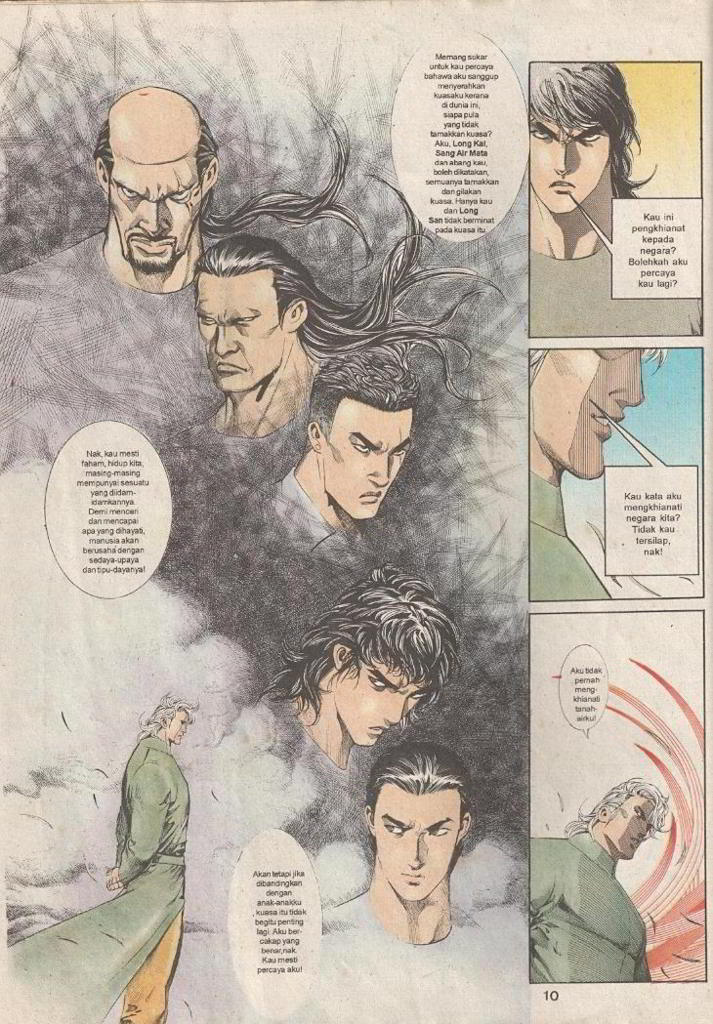 Memang sukar
untuk kau percaya
bahawa aku sanggup
menyerahkan
kuasaku kerana
di dunia ini,
siapa pula
yang tidak
tamakkan kuasa?
Aku, Long Kai,
Sang Air Mata
dan abang kau,
boleh dikatakan,
semuanya tamakkan
dan gilakan
kuasa. Hanya kau
dan Long
San tidak berminat
pada kuasa itu.
Nak, kau mesti
faham, hidup kita,
masing-masing
mempunyai sesuatu
yang diidam-
idamkannya.
Demi mencari
dan mencapai
apa yang dihayati,
manusia akan
berusaha dengan
sedaya-upaya
dan tipu-dayanya!
Akan tetapi jika
dibandingkan
dengan
anak-anakku
,kuasa itu tidak
begitu penting
lagi. Aku ber-
cakap yang
benar,nak.
Kau mesti
percaya aku!
Kau ini
pengkhianat
kepada
negara?
Bolehkah aku
percaya
kau lagi?
Kau kata aku
mengkhianati
negara kita?
Tidak kau
tersilap,
nak!
Aku tidak
pernah
meng-
khianati
tanah-
airku!
10